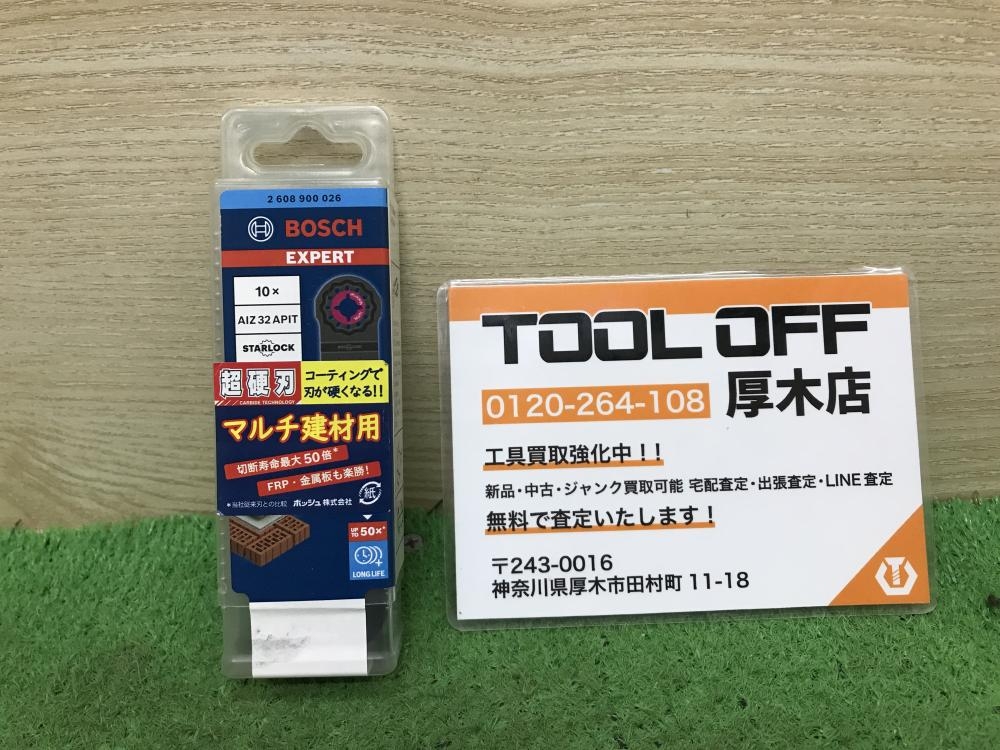 2 608 900 026
BOSCH
EXPERT
10×
AIZ 32 APIT
STARLOCK
超硬刃
CARBIDE TECHNOLOGY
コーティングで
刃が硬くなる!!
マルチ建材用
切断寿命最大50倍*
FRP・金属板も楽勝!
*当社従来刃との比較 ボッシュ株式会社
紙
UP TO 50×*
LONG LIFE
TOOL OFF
0120-264-108 厚木店
工具買取強化中!!
新品・中古・ジャンク買取可能 宅配査定・出張査定・LINE査定
無料で査定いたします!
〒243-0016
神奈川県厚木市田村町 11-18